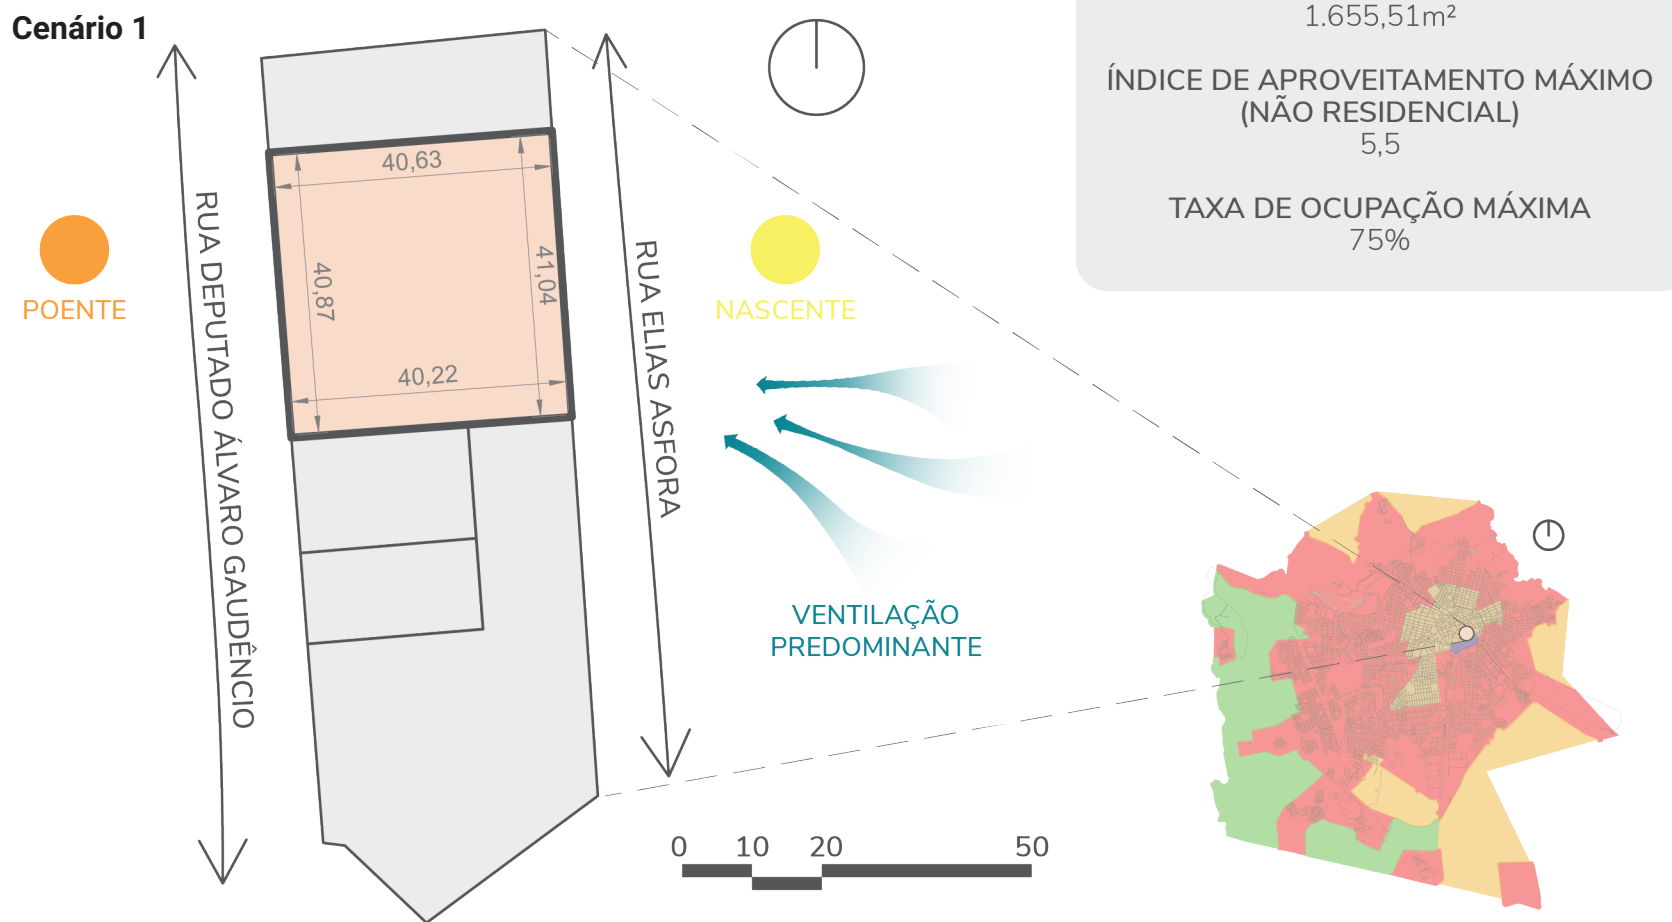 Cenário 1
1.655,51m²
ÍNDICE DE APROVEITAMENTO MÁXIMO
(NÃO RESIDENCIAL)
5,5
TAXA DE OCUPAÇÃO MÁXIMA
75%
40,63
40,87
41,04
40,22
RUA DEPUTADO ÁLVARO GAUDÊNCIO
RUA ELIAS ASFORA
POENTE
NASCENTE
VENTILAÇÃO
PREDOMINANTE
0 10 20 50